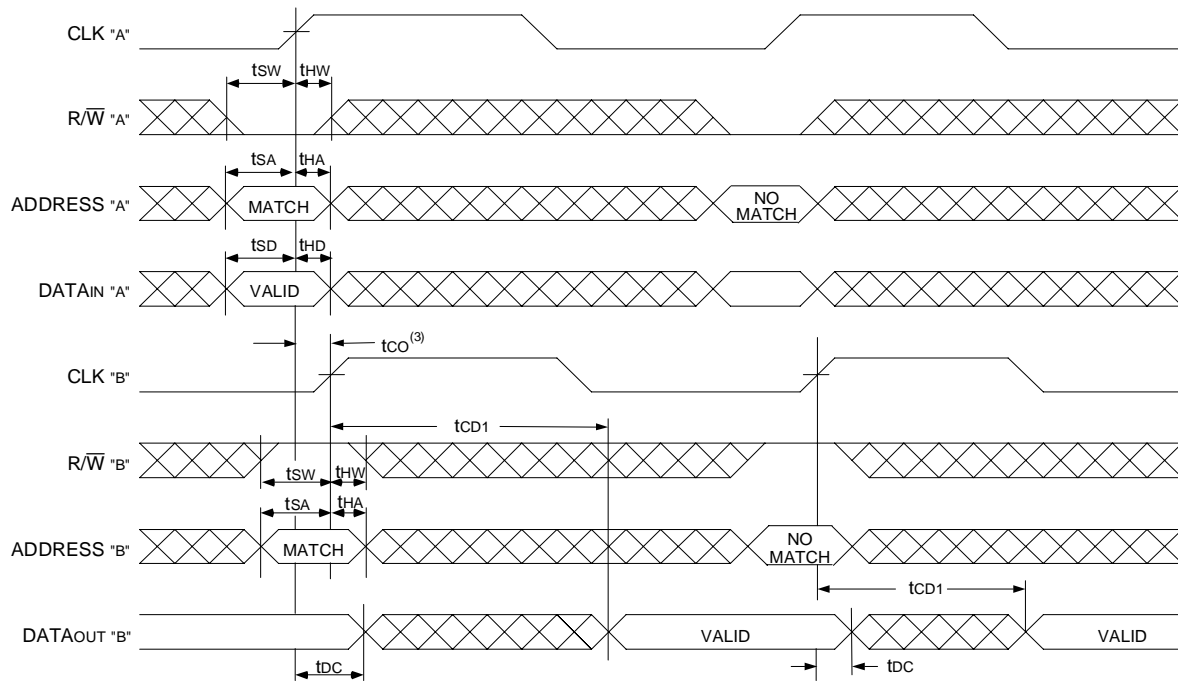 CLK "A"
tSW tHW
R/W̅ "A"
tSA tHA
ADDRESS "A" MATCH NO MATCH
tSD tHD
DATAIN "A" VALID
tCO(3)
CLK "B"
tCD1
R/W̅ "B"
tSW tHW
tSA tHA
ADDRESS "B" MATCH NO MATCH
tCD1
DATAOUT "B" VALID VALID
tDC tDC